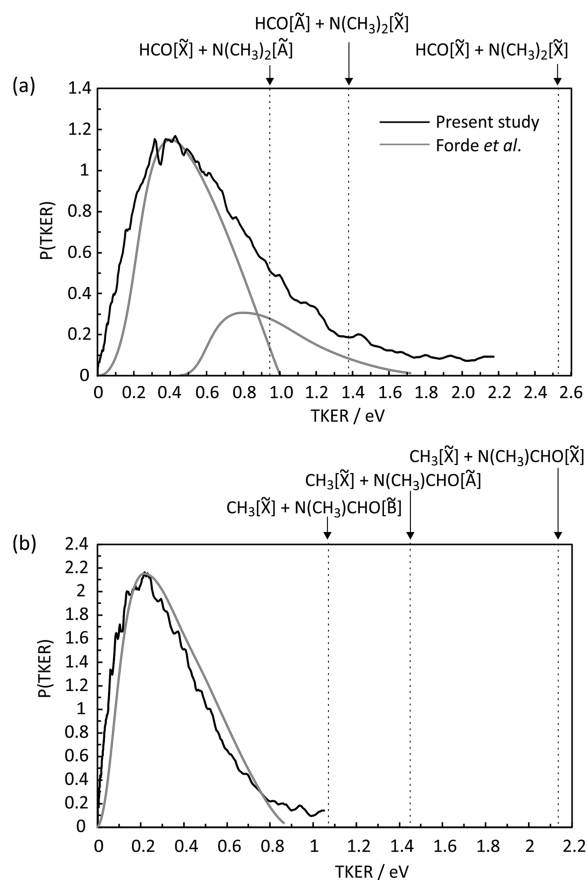 HCO[X̃] + N(CH₃)₂[Ã]
HCO[Ã] + N(CH₃)₂[X̃]
HCO[X̃] + N(CH₃)₂[X̃]
(a)
Present study
Forde et al.
P(TKER)
1.4
1.2
1.0
0.8
0.6
0.4
0.2
0
0 0.2 0.4 0.6 0.8 1.0 1.2 1.4 1.6 1.8 2.0 2.2 2.4 2.6
TKER / eV
CH₃[X̃] + N(CH₃)CHO[X̃]
CH₃[X̃] + N(CH₃)CHO[Ã]
CH₃[X̃] + N(CH₃)CHO[B̃]
(b)
P(TKER)
2.4
2.2
2
1.8
1.6
1.4
1.2
1
0.8
0.6
0.4
0.2
0
0 0.2 0.4 0.6 0.8 1 1.2 1.4 1.6 1.8 2.0 2.2
TKER / eV